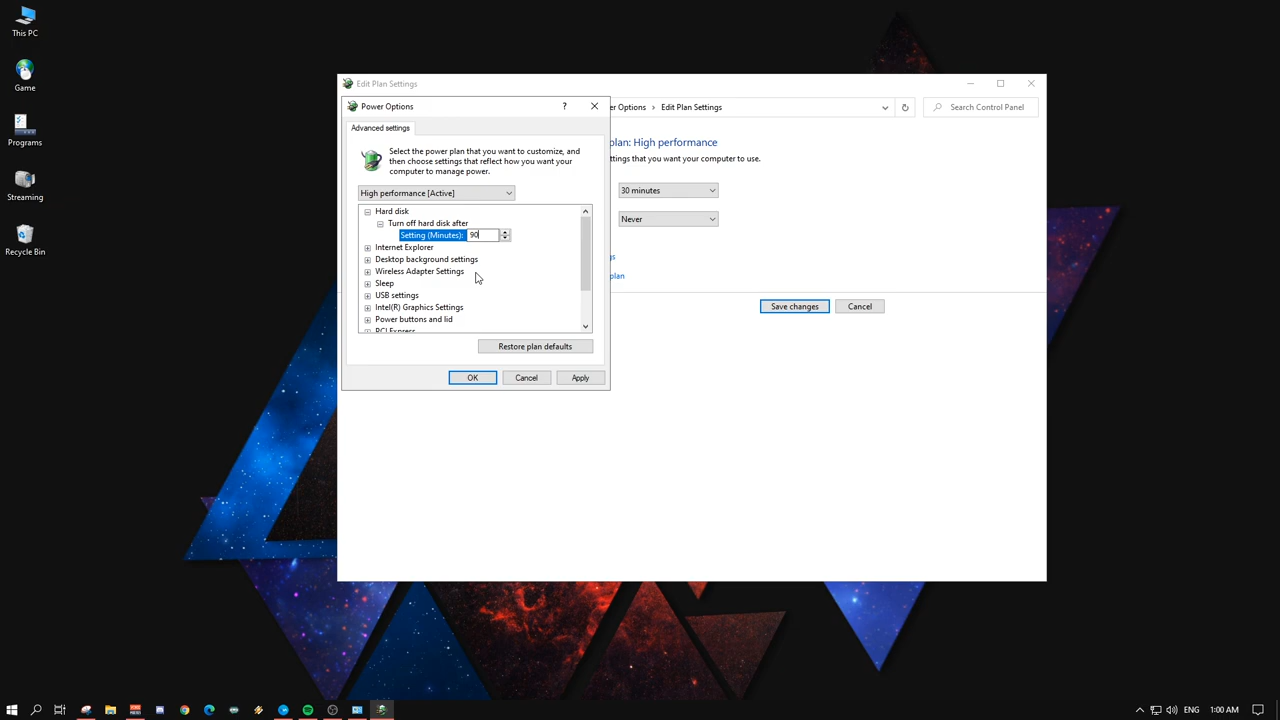 This PC
Game
Programs
Streaming
Recycle Bin
Edit Plan Settings
er Options > Edit Plan Settings
Search Control Panel
plan: High performance
ttings that you want your computer to use.
30 minutes
Never
gs
plan
Save changes
Cancel
Power Options
?
Advanced settings
Select the power plan that you want to customize, and
then choose settings that reflect how you want your
computer to manage power.
High performance [Active]
Hard disk
Turn off hard disk after
Setting (Minutes): 90
Internet Explorer
Desktop background settings
Wireless Adapter Settings
Sleep
USB settings
Intel(R) Graphics Settings
Power buttons and lid
PCI Express
Restore plan defaults
OK
Cancel
Apply
ENG
1:00 AM